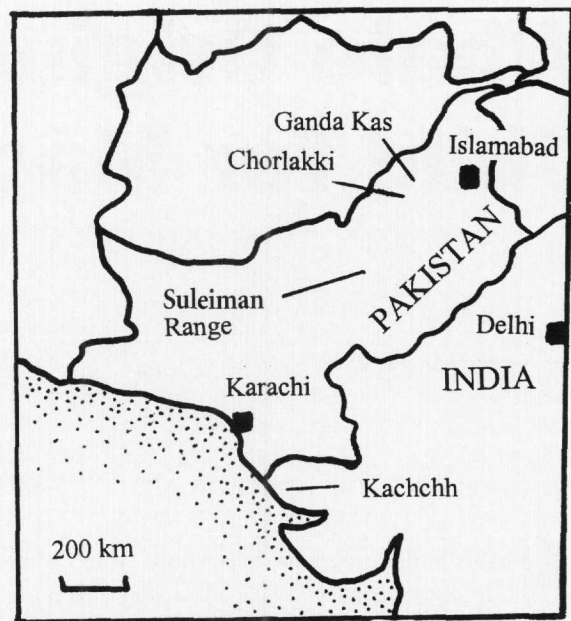 Ganda Kas
Chorlakki
Islamabad
PAKISTAN
Suleiman
Range
Delhi
Karachi
INDIA
Kachchh
200 km